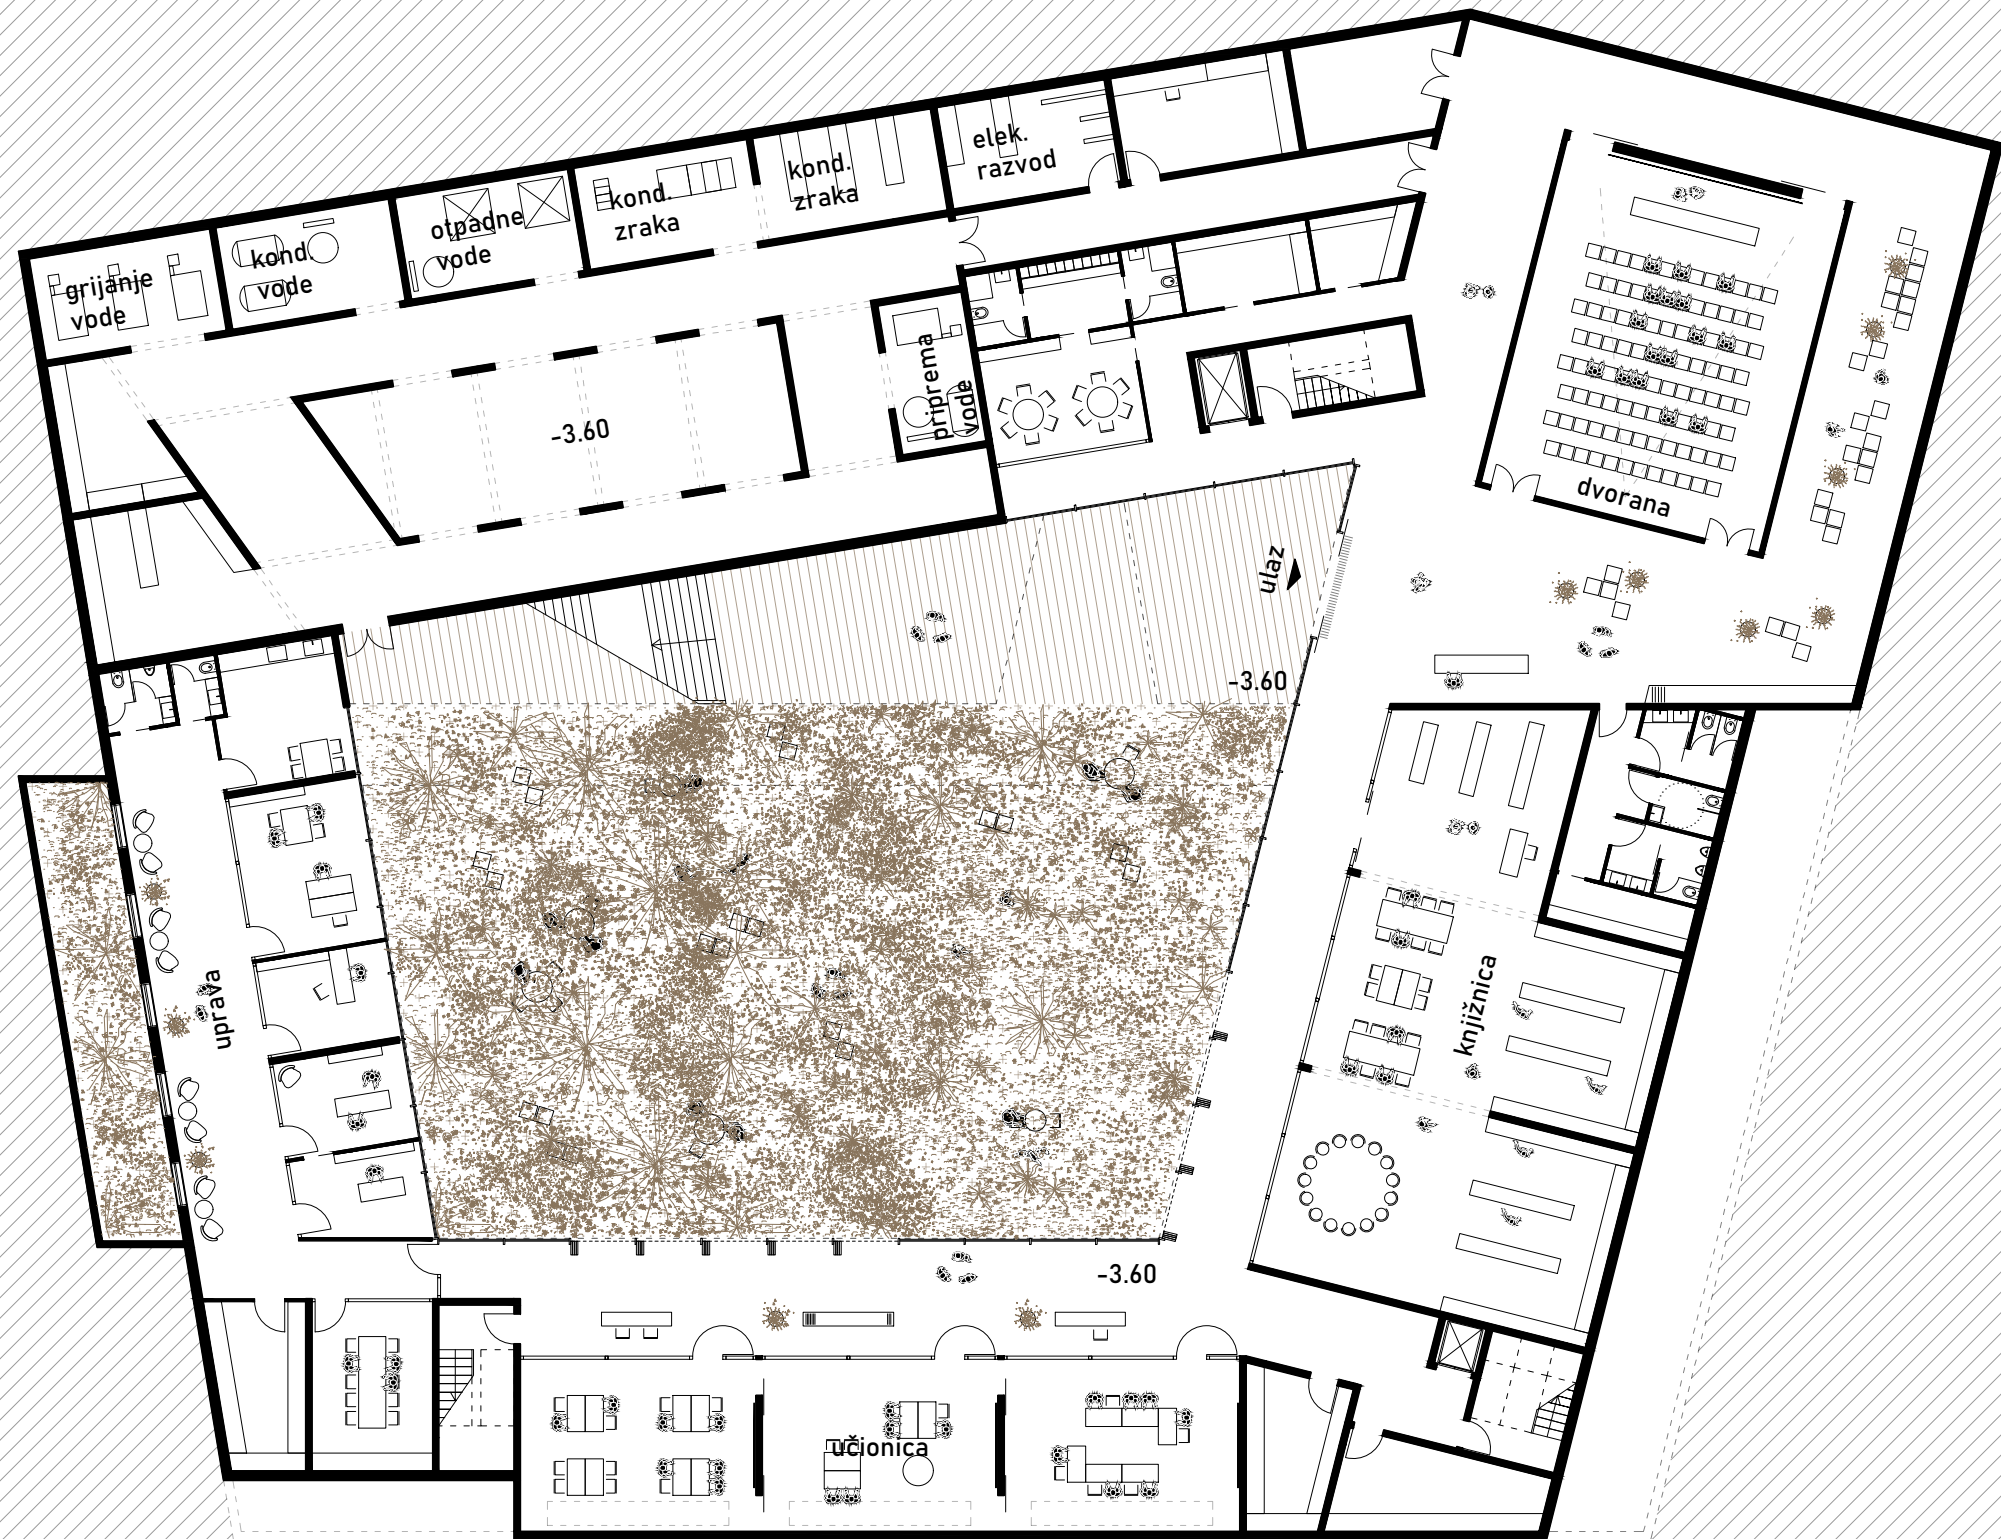 elek.
razvod
kond.
zraka
kond.
zraka
otpadne
vode
kond.
vode
grijanje
vode
priprema
vode
-3.60
dvorana
ulaz
-3.60
knjižnica
uprava
-3.60
učionica